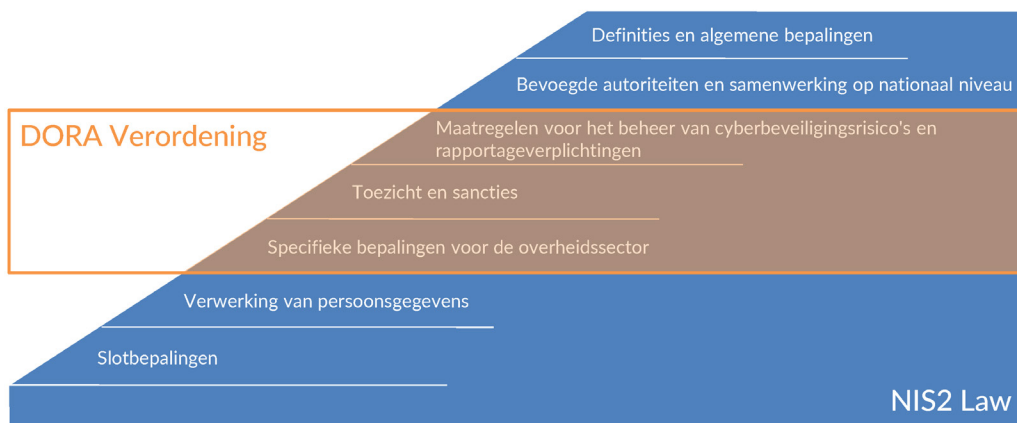 Definities en algemene bepalingen
Bevoegde autoriteiten en samenwerking op nationaal niveau
DORA Verordening
Maatregelen voor het beheer van cyberbeveiligingsrisico's en
rapportageverplichtingen
Toezicht en sancties
Specifieke bepalingen voor de overheidssector
Verwerking van persoonsgegevens
Slotbepalingen
NIS2 Law